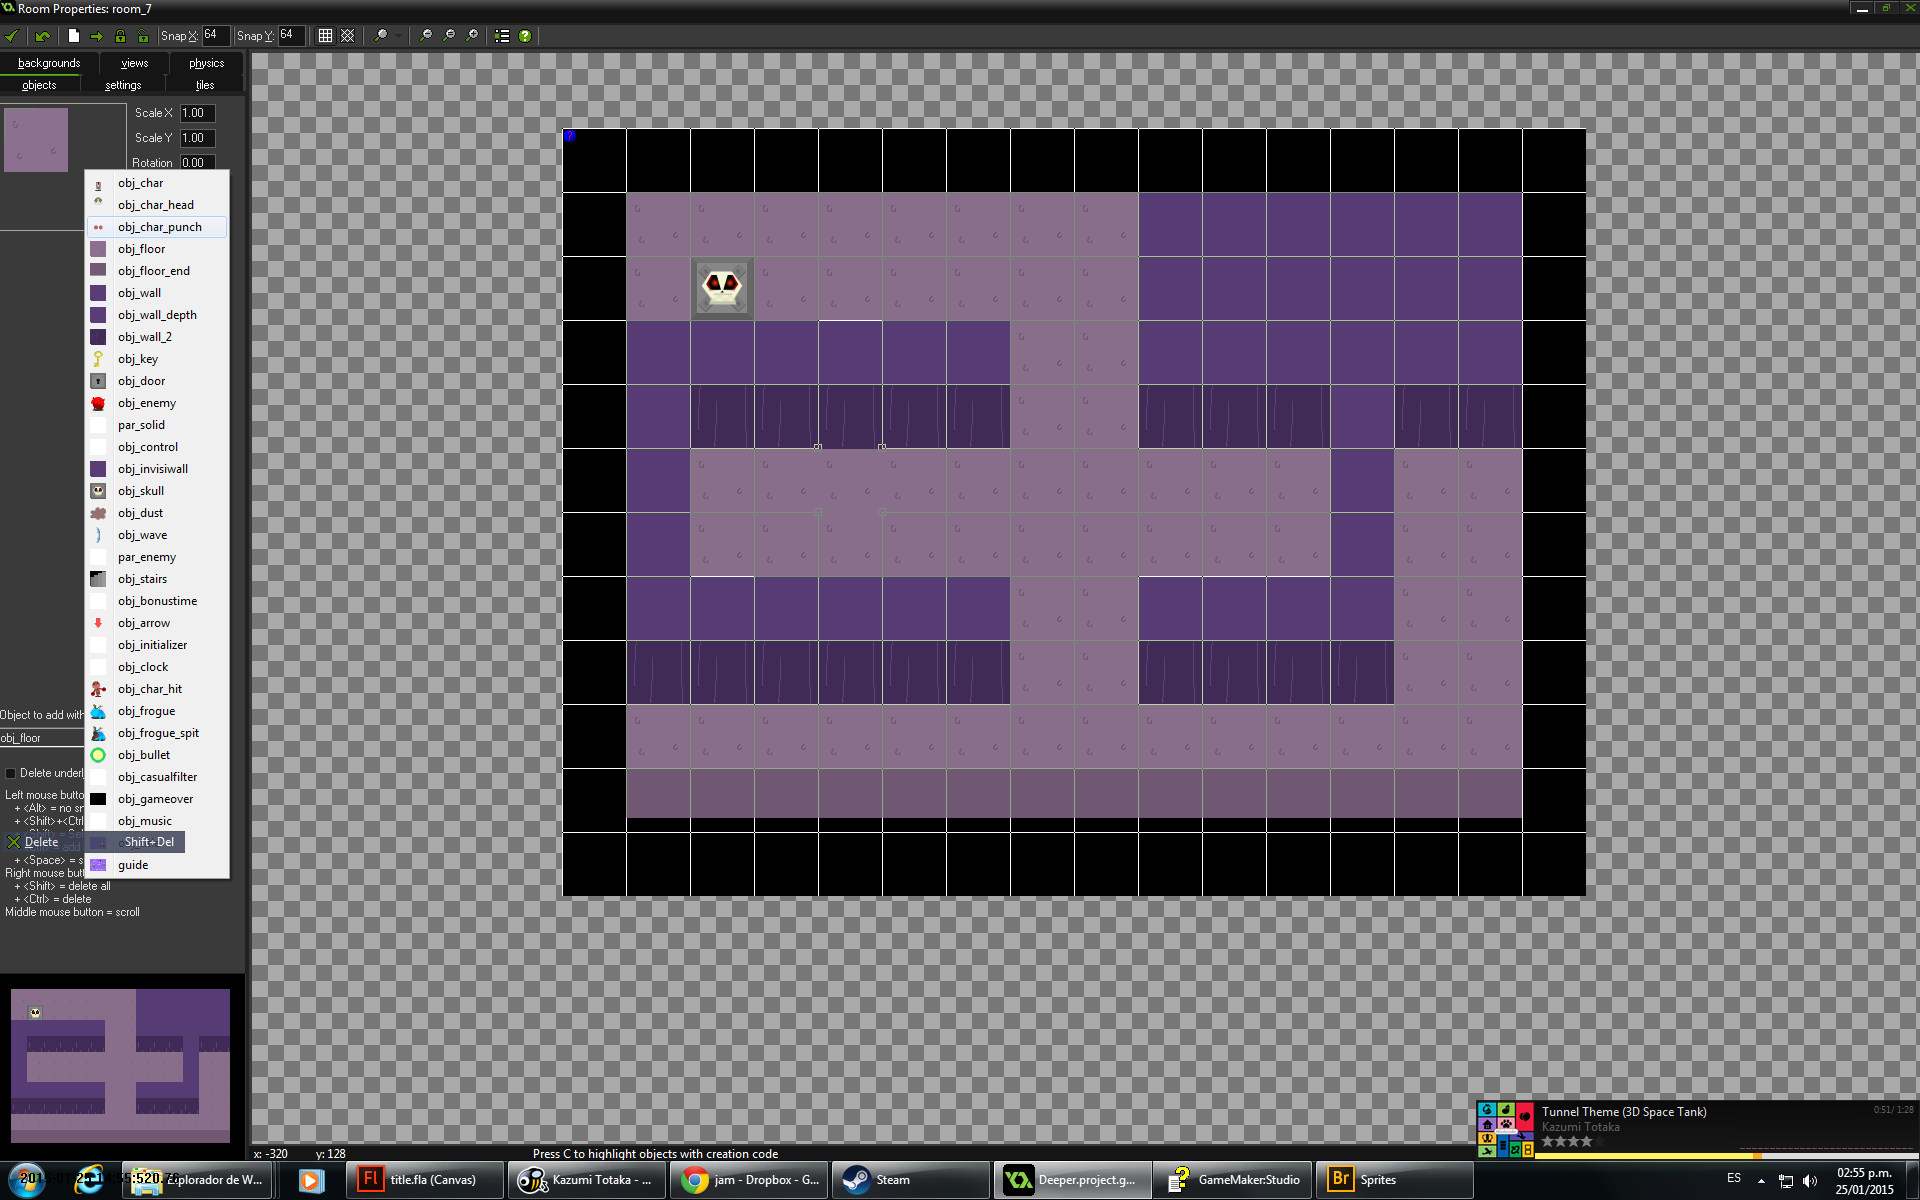 Room Properties: room_7
Snap X: 64 Snap Y: 64
backgrounds views physics
objects settings tiles
Scale X 1.00
Scale Y 1.00
Rotation 0.00
obj_char
obj_char_head
obj_char_punch
obj_floor
obj_floor_end
obj_wall
obj_wall_depth
obj_wall_2
obj_key
obj_door
obj_enemy
par_solid
obj_control
obj_invisiwall
obj_skull
obj_dust
obj_wave
par_enemy
obj_stairs
obj_bonustime
obj_arrow
obj_initializer
obj_clock
obj_char_hit
obj_frogue
obj_frogue_spit
obj_bullet
obj_casualfilter
obj_gameover
obj_music
guide
Object to add with
obj_floor
Delete underl
Left mouse butto
+ <Alt> = no sn
+ <Shift>+<Ctrl
Delete Shift+Del
+ <Space> = s
Right mouse butt
+ <Shift> = delete all
+ <Ctrl> = delete
Middle mouse button = scroll
x: -320 y: 128 Press C to highlight objects with creation code
Tunnel Theme (3D Space Tank) 0:51/ 1:28
Kazumi Totaka
Explorador de W...
title.fla (Canvas)
Kazumi Totaka - ...
jam - Dropbox - G...
Steam
Deeper.project.g...
GameMaker:Studio
Sprites
ES
02:55 p.m.
25/01/2015